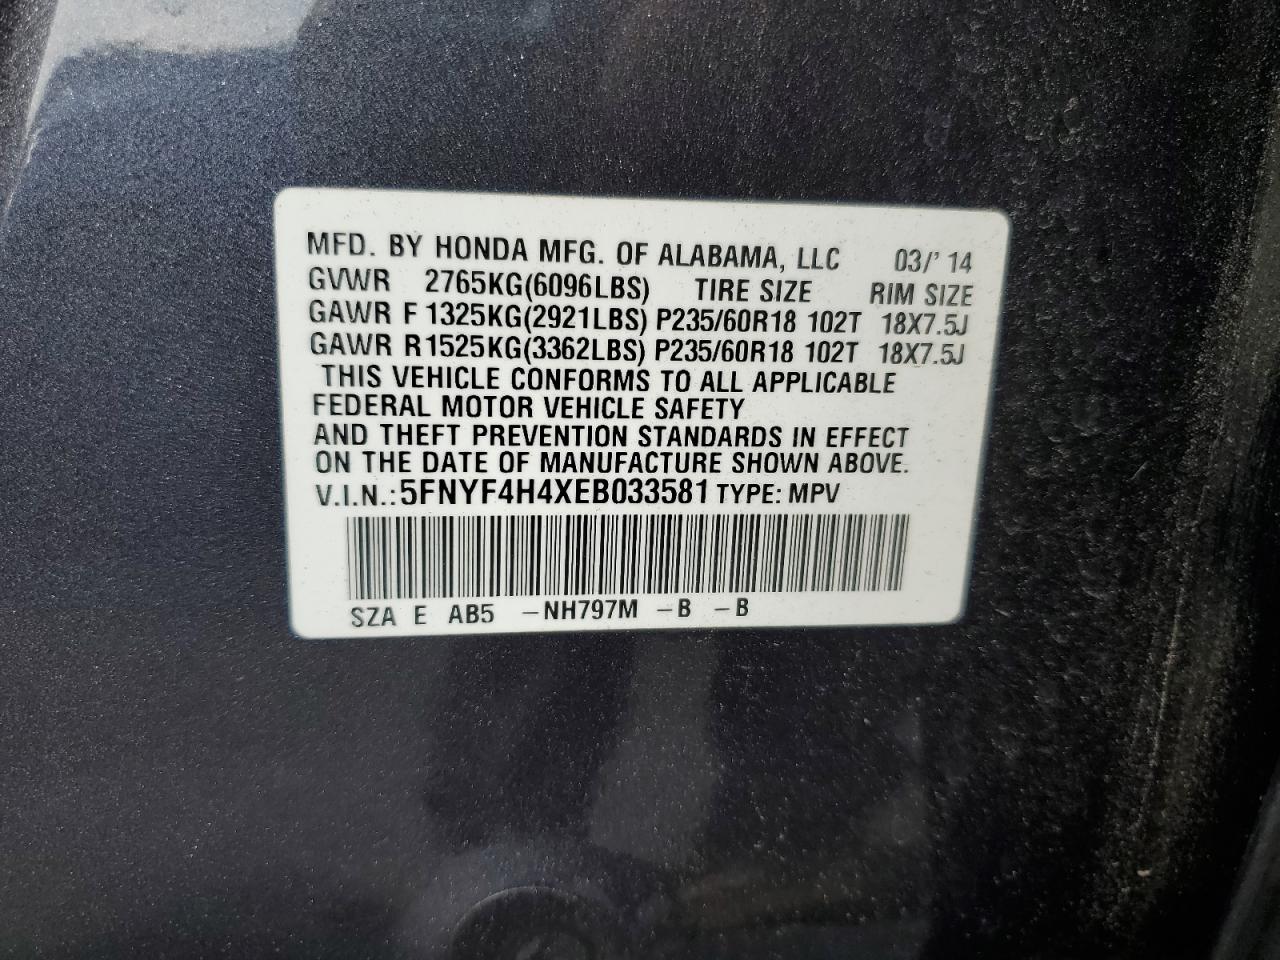 MFD. BY HONDA MFG. OF ALABAMA, LLC 03/'14
GVWR 2765KG(6096LBS) TIRE SIZE RIM SIZE
GAWR F 1325KG(2921LBS) P235/60R18 102T 18X7.5J
GAWR R 1525KG(3362LBS) P235/60R18 102T 18X7.5J
THIS VEHICLE CONFORMS TO ALL APPLICABLE
FEDERAL MOTOR VEHICLE SAFETY
AND THEFT PREVENTION STANDARDS IN EFFECT
ON THE DATE OF MANUFACTURE SHOWN ABOVE.
V.I.N.: 5FNYF4H4XEB033581 TYPE: MPV
SZA E AB5 -NH797M -B -B